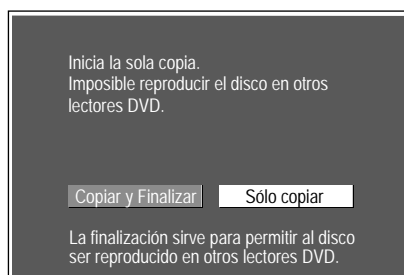 Inicia la sola copia.
Imposible reproducir el disco en otros
lectores DVD.
Copiar y Finalizar Sólo copiar
La finalización sirve para permitir al disco
ser reproducido en otros lectores DVD.